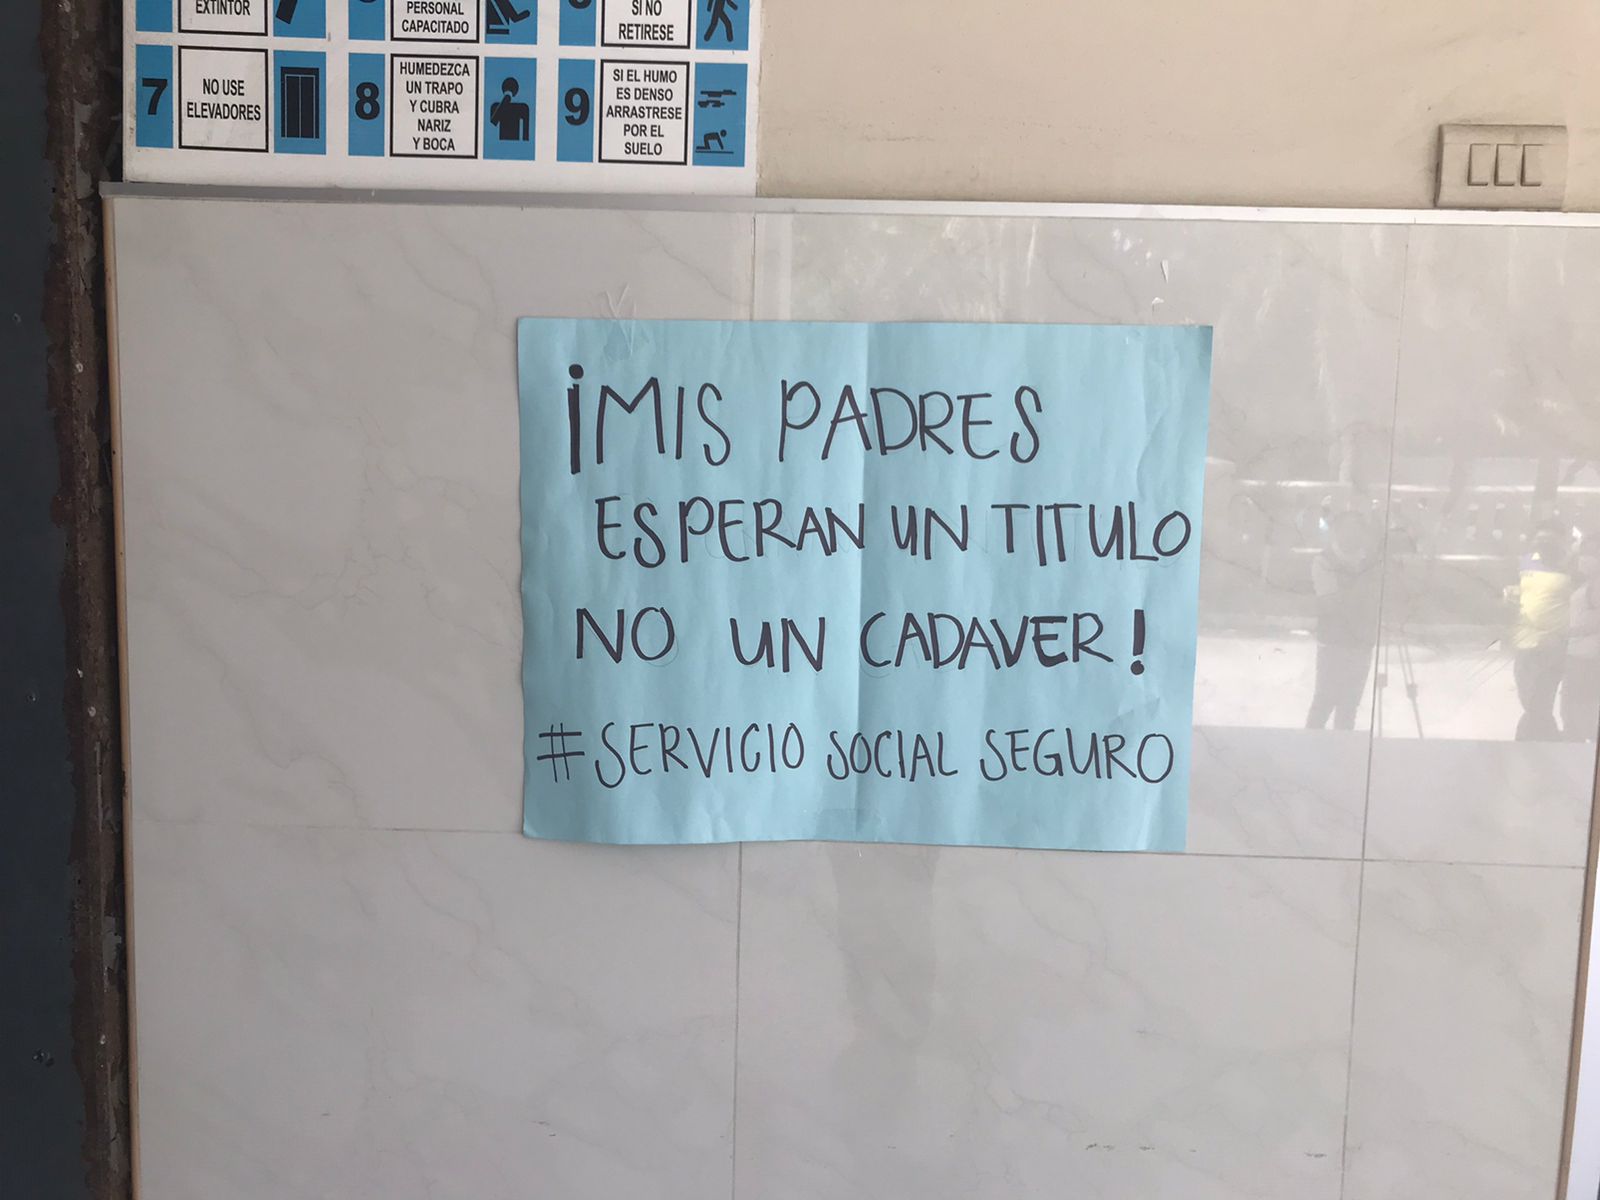 EXTINTOR
PERSONAL
CAPACITADO
SI NO
RETIRESE
7
NO USE
ELEVADORES
8
HUMEDEZCA
UN TRAPO
Y CUBRA
NARIZ
Y BOCA
9
SI EL HUMO
ES DENSO
ARRASTRESE
POR EL
SUELO
¡MIS PADRES
ESPERAN UN TITULO
NO UN CADAVER!
#SERVICIO SOCIAL SEGURO